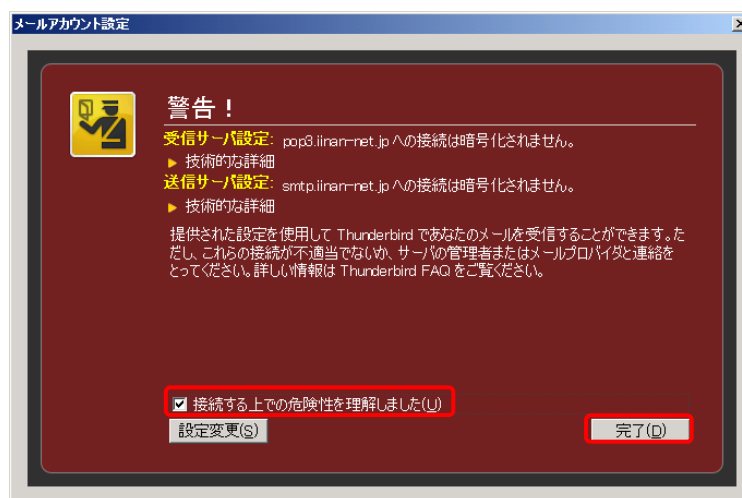 メールアカウント設定
警告！
受信サーバ設定: pop3.iinan-net.jp への接続は暗号化されません。
技術的な詳細
送信サーバ設定: smtp.iinan-net.jp への接続は暗号化されません。
技術的な詳細
提供された設定を使用して Thunderbird であなたのメールを受信することができます。た
だし、これらの接続が不適当でないか、サーバの管理者またはメールプロバイダと連絡を
とってください。詳しい情報は Thunderbird FAQ をご覧ください。
接続する上での危険性を理解しました(U)
設定変更(S)
完了(D)